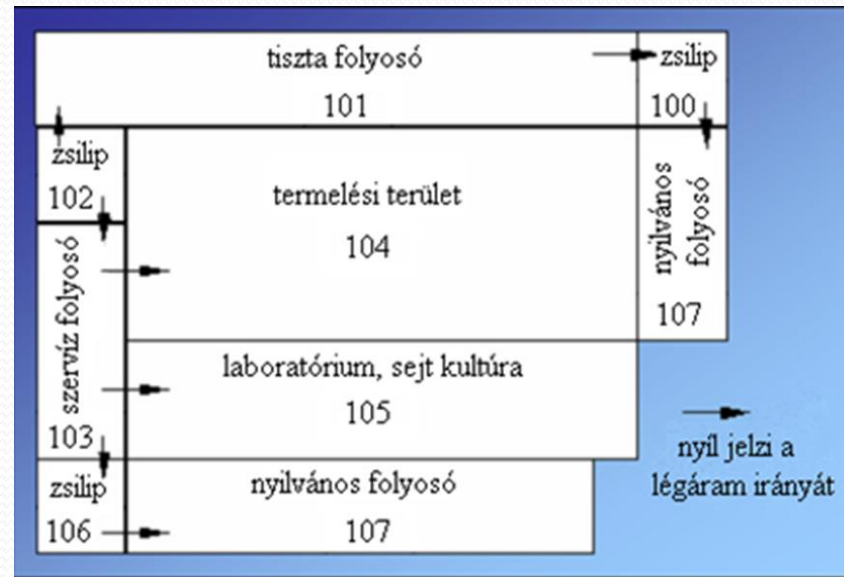 tiszta folyosó
101
zsilip
100
zsilip
102
termelési terület
104
nyilvános
folyosó
107
szervíz folyosó
103
laboratórium, sejt kultúra
105
nyíl jelzi a
légáram irányát
zsilip
106
nyilvános folyosó
107